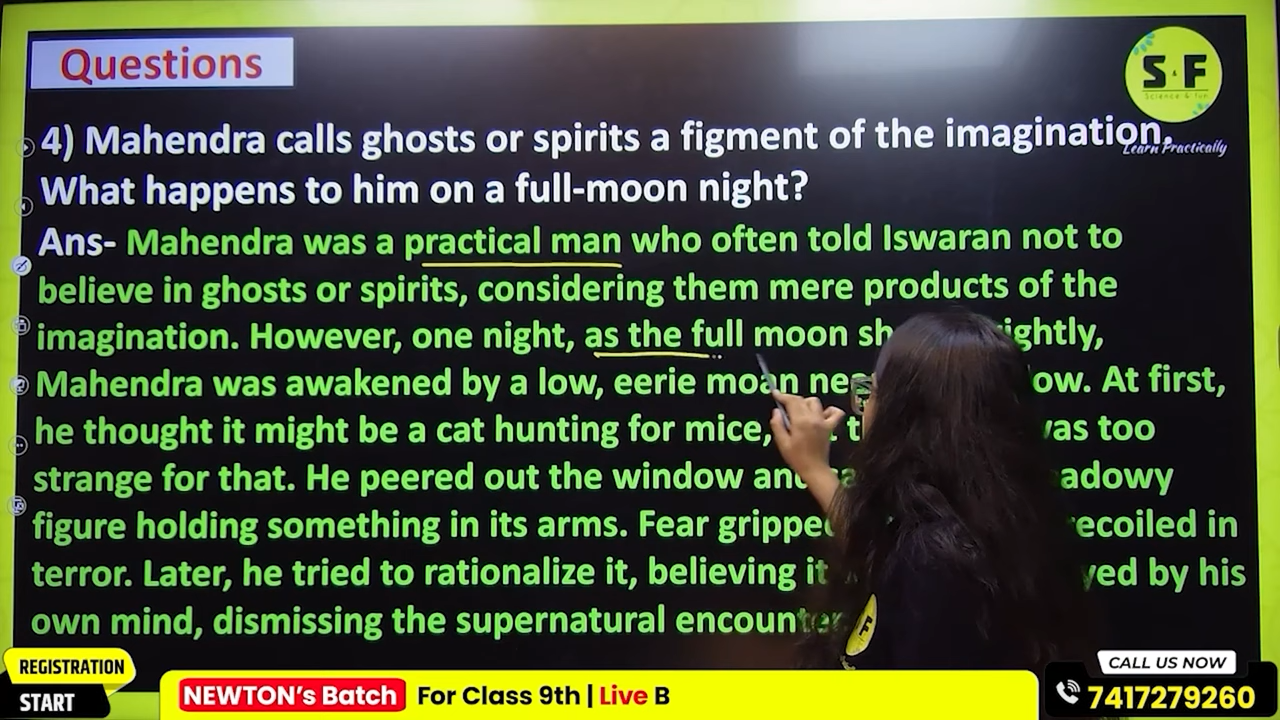 Questions
S&F
Science & fun
Learn Practically
4) Mahendra calls ghosts or spirits a figment of the imagination.
What happens to him on a full-moon night?
Ans- Mahendra was a practical man who often told Iswaran not to
believe in ghosts or spirits, considering them mere products of the
imagination. However, one night, as the full moon sh ightly,
Mahendra was awakened by a low, eerie moan ne ow. At first,
he thought it might be a cat hunting for mice, t t was too
strange for that. He peered out the window and adowy
figure holding something in its arms. Fear gripped ecoiled in
terror. Later, he tried to rationalize it, believing it yed by his
own mind, dismissing the supernatural encounter
REGISTRATION
START
NEWTON's Batch For Class 9th | Live B
CALL US NOW
7417279260